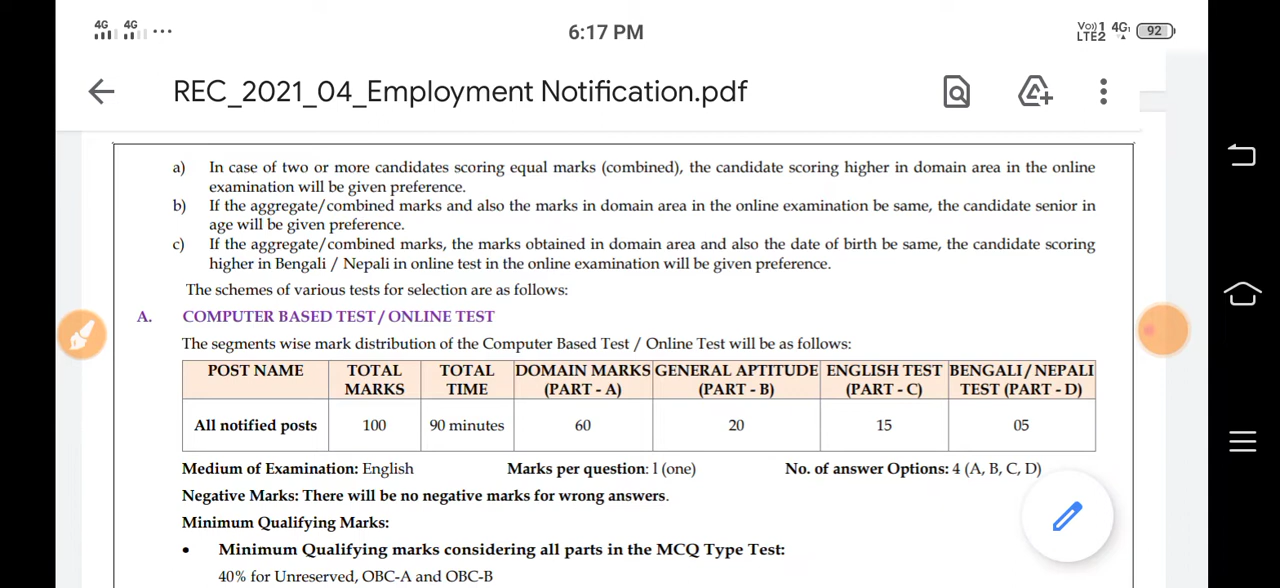 4G 4G ... 6:17 PM Vo)) 1 LTE2 4G 92
REC_2021_04_Employment Notification.pdf
a) In case of two or more candidates scoring equal marks (combined), the candidate scoring higher in domain area in the online
examination will be given preference.
b) If the aggregate/combined marks and also the marks in domain area in the online examination be same, the candidate senior in
age will be given preference.
c) If the aggregate/combined marks, the marks obtained in domain area and also the date of birth be same, the candidate scoring
higher in Bengali / Nepali in online test in the online examination will be given preference.
The schemes of various tests for selection are as follows:
A. COMPUTER BASED TEST / ONLINE TEST
The segments wise mark distribution of the Computer Based Test / Online Test will be as follows:
POST NAME TOTAL TOTAL DOMAIN MARKS GENERAL APTITUDE ENGLISH TEST BENGALI / NEPALI
MARKS TIME (PART - A) (PART - B) (PART - C) TEST (PART - D)
All notified posts 100 90 minutes 60 20 15 05
Medium of Examination: English Marks per question: 1 (one) No. of answer Options: 4 (A, B, C, D)
Negative Marks: There will be no negative marks for wrong answers.
Minimum Qualifying Marks:
• Minimum Qualifying marks considering all parts in the MCQ Type Test:
40% for Unreserved, OBC-A and OBC-B